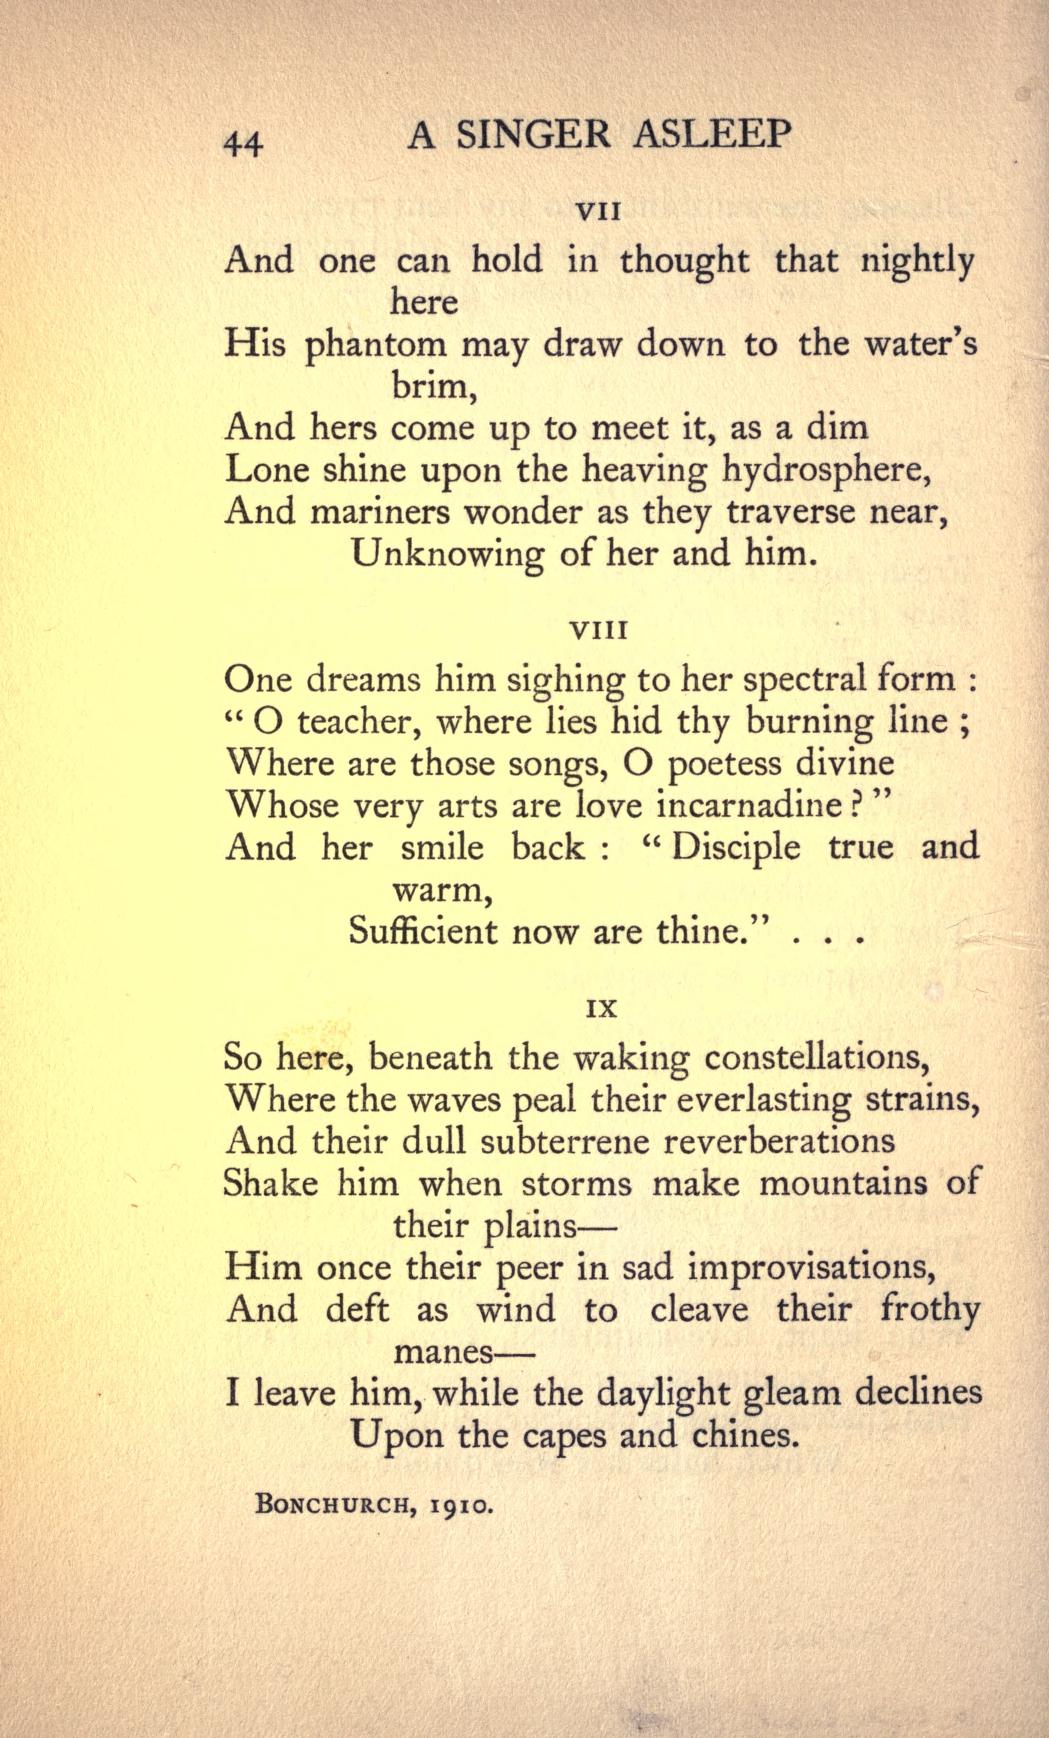 44 A SINGER ASLEEP
VII
And one can hold in thought that nightly
here
His phantom may draw down to the water's
brim,
And hers come up to meet it, as a dim
Lone shine upon the heaving hydrosphere,
And mariners wonder as they traverse near,
Unknowing of her and him.
VIII
One dreams him sighing to her spectral form :
“ O teacher, where lies hid thy burning line ;
Where are those songs, O poetess divine
Whose very arts are love incarnadine ? ”
And her smile back : “ Disciple true and
warm,
Sufficient now are thine.” . . .
IX
So here, beneath the waking constellations,
Where the waves peal their everlasting strains,
And their dull subterrene reverberations
Shake him when storms make mountains of
their plains—
Him once their peer in sad improvisations,
And deft as wind to cleave their frothy
manes—
I leave him, while the daylight gleam declines
Upon the capes and chines.
BONCHURCH, 1910.